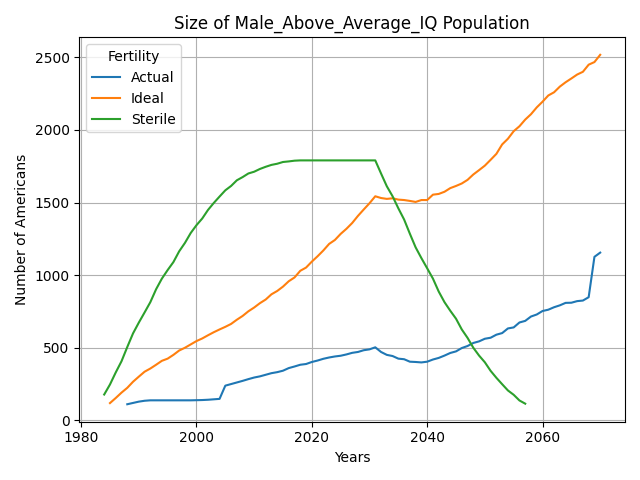 Size of Male_Above_Average_IQ Population
Fertility
Actual
Ideal
Sterile
Number of Americans
2500
2000
1500
1000
500
0
1980
2000
2020
2040
2060
Years